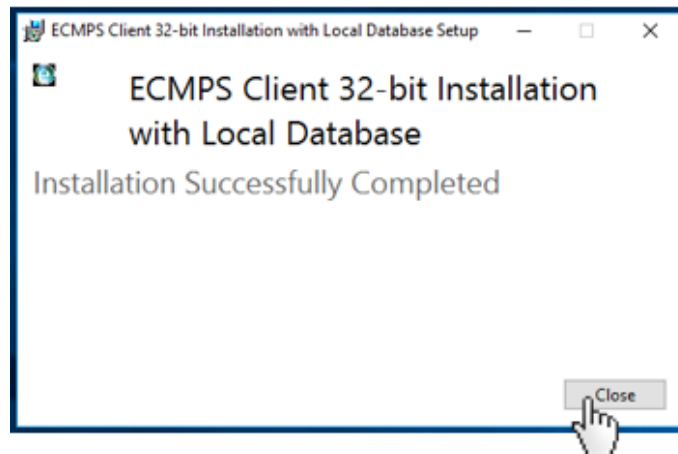 ECMPS Client 32-bit Installation with Local Database Setup
ECMPS Client 32-bit Installation
with Local Database
Installation Successfully Completed
Close